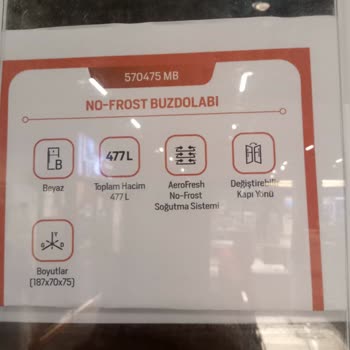 570475 MB
NO-FROST BUZDOLABI
B
477 L
Beyaz
Toplam Hacim
477 L
AeroFresh
No-Frost
Soğutma Sistemi
Değiştirebilir
Kapı Yönü
Boyutlar
(187x70x75)